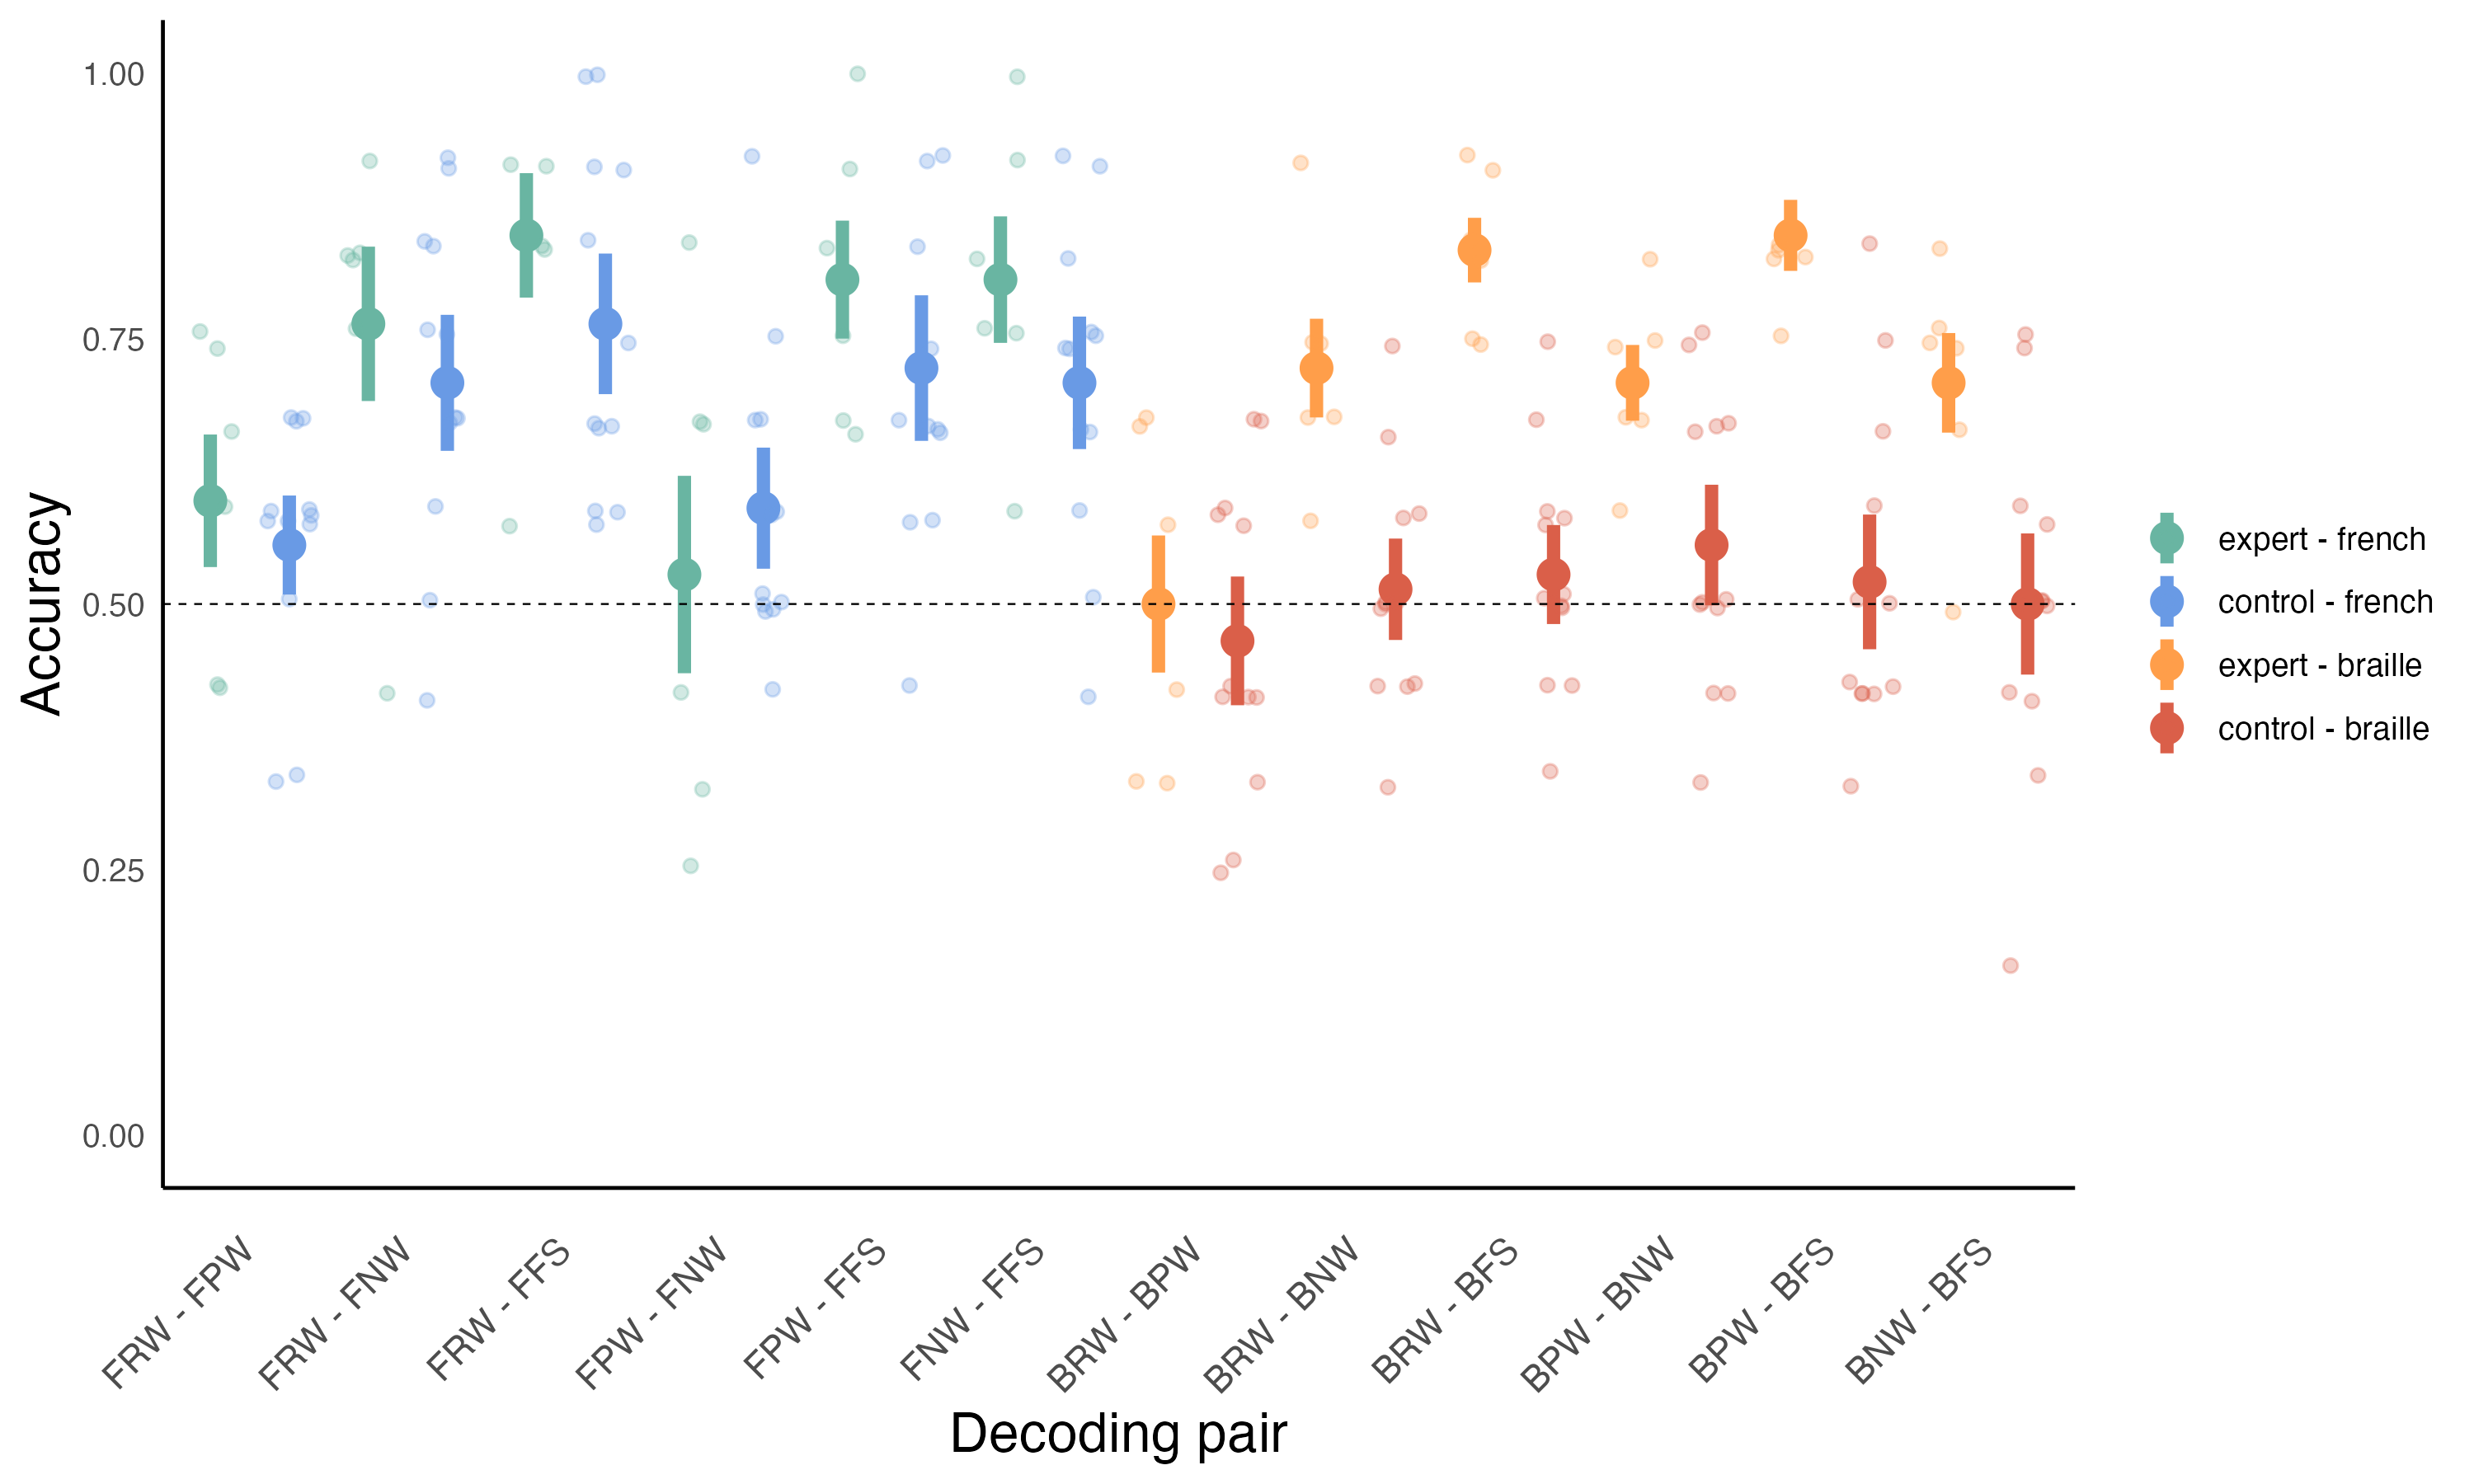 1.00
0.75
0.50
0.25
0.00
Accuracy
FRW - FPW
FRW - FNW
FRW - FFS
FPW - FNW
FPW - FFS
FNW - FFS
BRW - BPW
BRW - BNW
BRW - BFS
BPW - BNW
BPW - BFS
BNW - BFS
Decoding pair
expert - french
control - french
expert - braille
control - braille